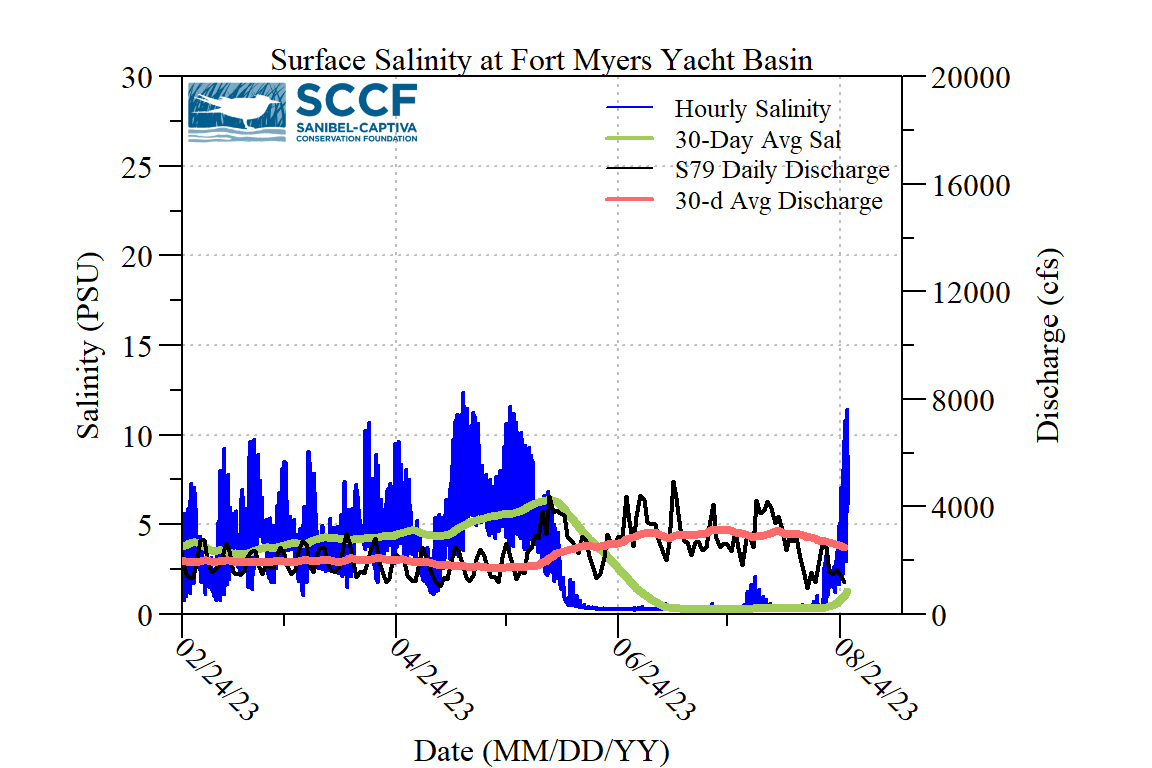 Surface Salinity at Fort Myers Yacht Basin
SCCF
SANIBEL-CAPTIVA
CONSERVATION FOUNDATION
Hourly Salinity
30-Day Avg Sal
S79 Daily Discharge
30-d Avg Discharge
30
25
20
15
10
5
0
Salinity (PSU)
20000
16000
12000
8000
4000
0
Discharge (cfs)
02/24/23
04/24/23
06/24/23
08/24/23
Date (MM/DD/YY)